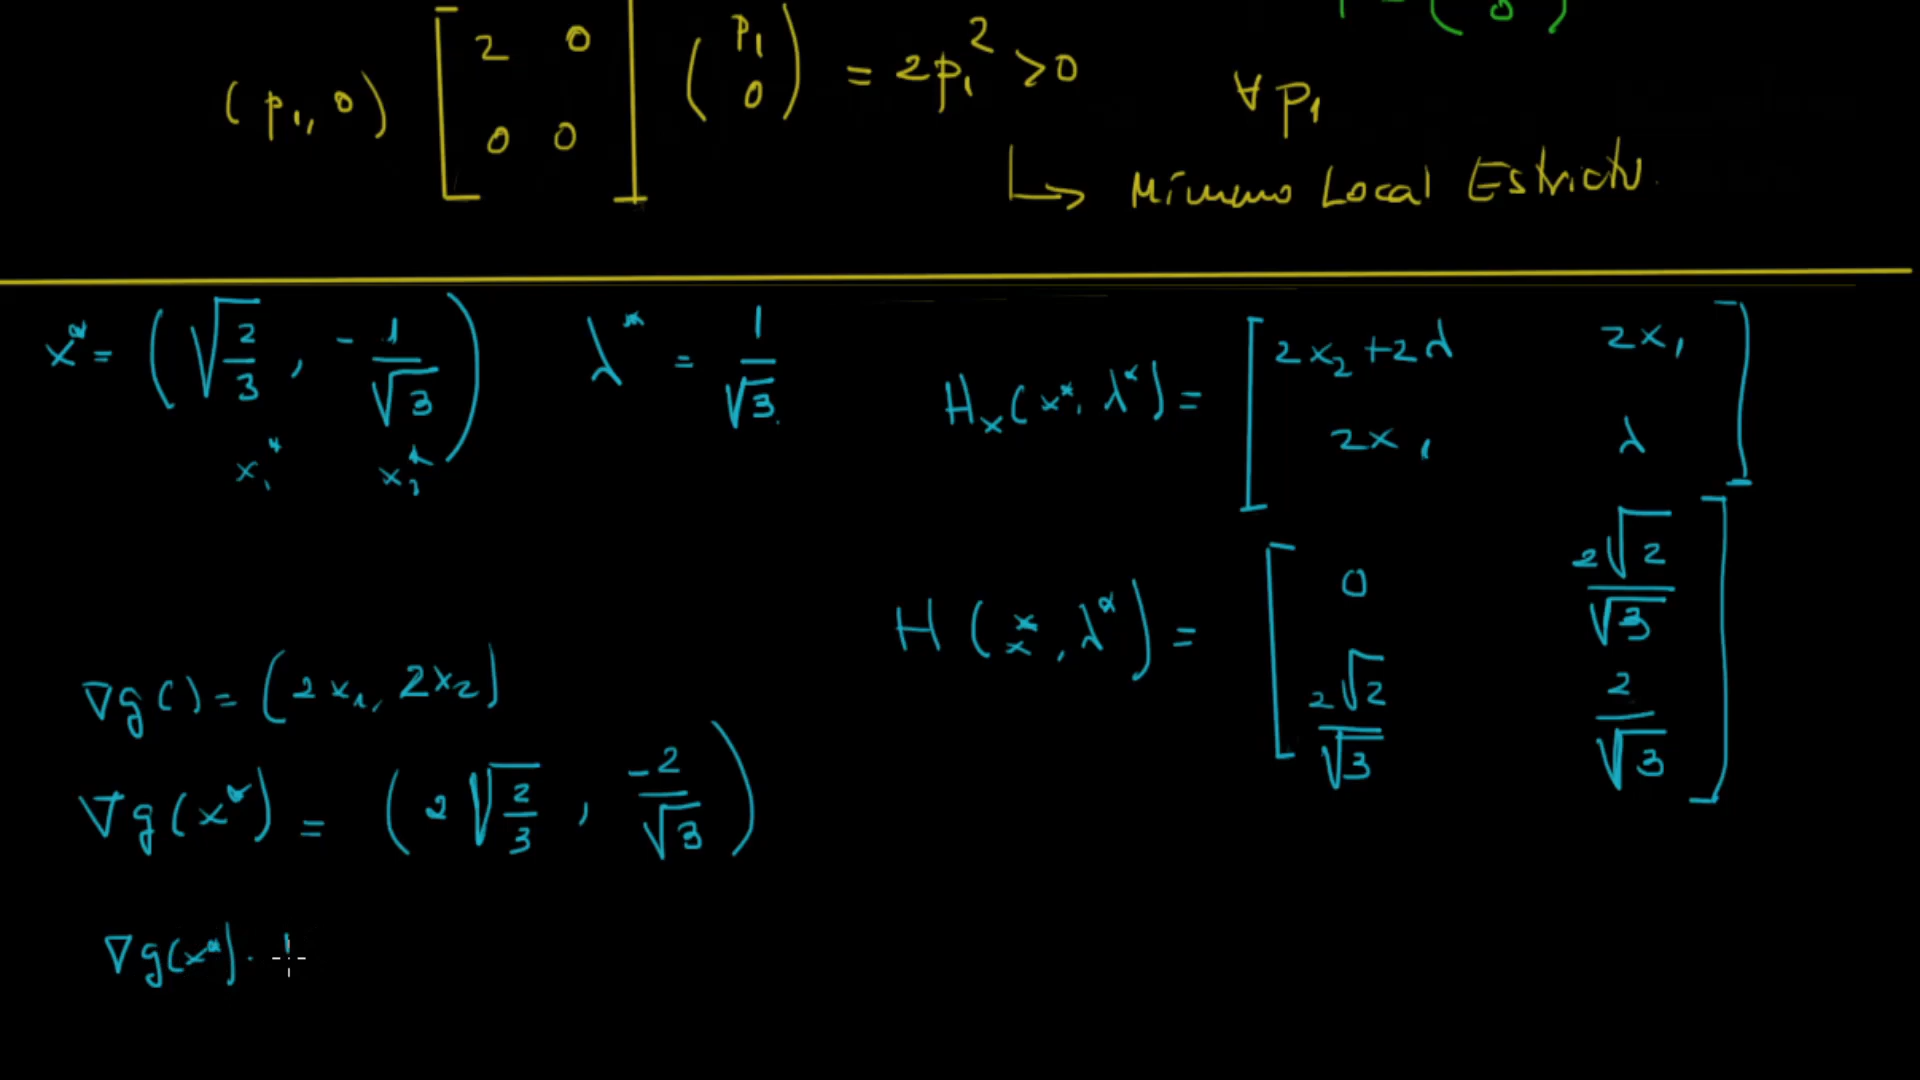 (p₁, 0) [2 0; 0 0] (p₁ 0) = 2p₁² > 0 ∀ p₁
↳ Mínimo Local Estricto.
x* = (√(2/3), -1/√3) λ* = 1/√3 Hₓ(x*, λ*) = [2x₂+2λ 2x₁; 2x₁ λ]
x₁* x₂*
H(x*, λ*) = [0 2√2/√3; 2√2/√3 2/√3]
∇g() = (2x₁, 2x₂)
∇g(x*) = (2√(2/3), -2/√3)
∇g(x*) ·